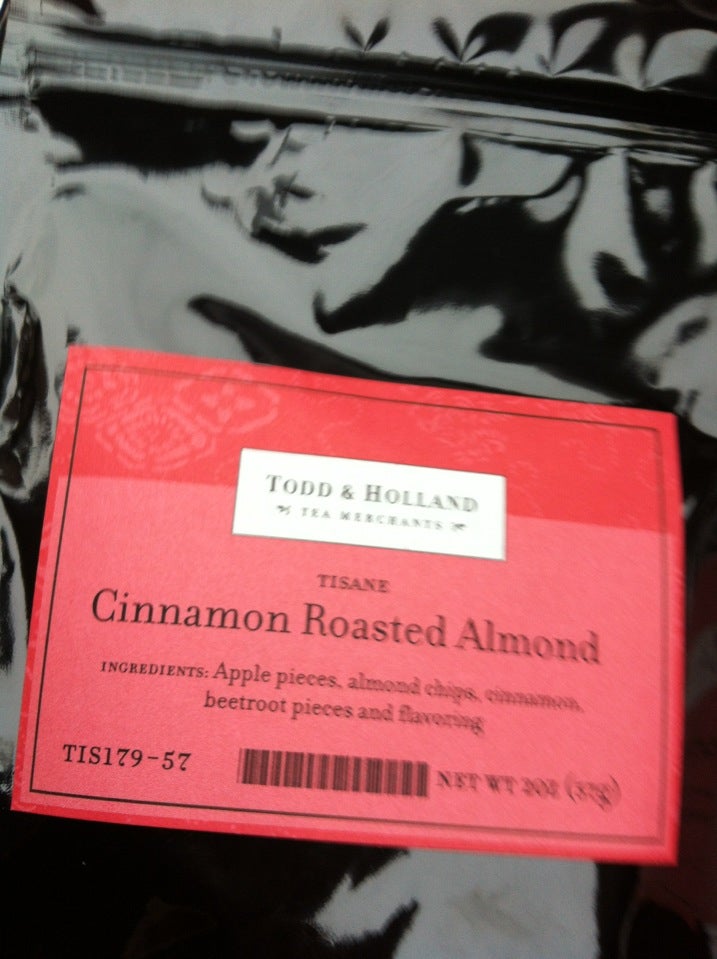 TODD & HOLLAND
TEA MERCHANTS
TISANE
Cinnamon Roasted Almond
INGREDIENTS: Apple pieces, almond chips, cinnamon,
beetroot pieces and flavoring
TIS179-57
NET WT 2OZ (57g)